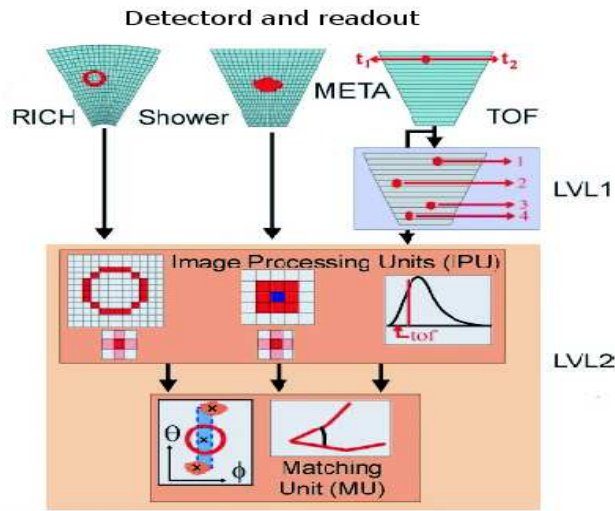 Detectord and readout
t₁
t₂
RICH
Shower
META
TOF
1
2
3
4
LVL1
Image Processing Units (IPU)
tof
LVL2
Θ
ϕ
Matching
Unit (MU)